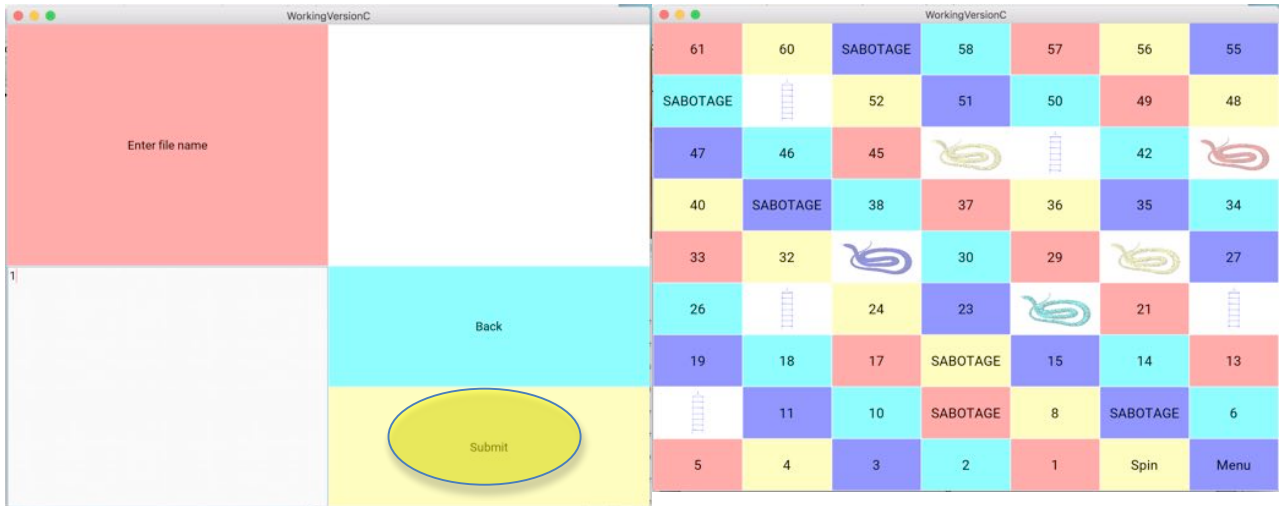 WorkingVersionC
Enter file name
1
Back
Submit
WorkingVersionC
61 60 SABOTAGE 58 57 56 55
SABOTAGE 52 51 50 49 48
47 46 45 42
40 SABOTAGE 38 37 36 35 34
33 32 30 29 27
26 24 23 21
19 18 17 SABOTAGE 15 14 13
11 10 SABOTAGE 8 SABOTAGE 6
5 4 3 2 1 Spin Menu